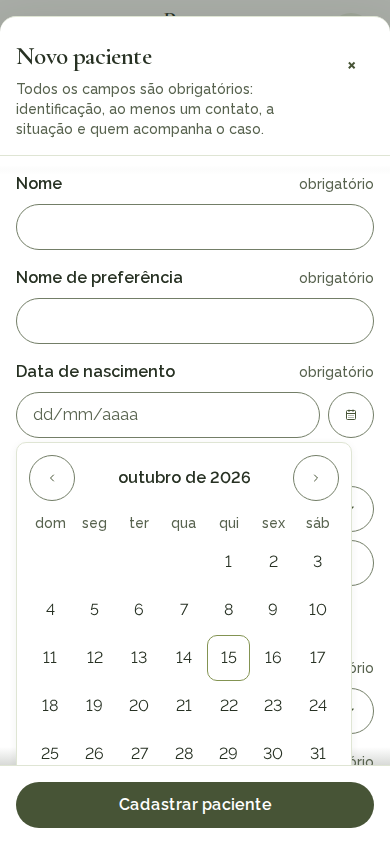 Novo paciente
×
Todos os campos são obrigatórios:
identificação, ao menos um contato, a
situação e quem acompanha o caso.
Nome obrigatório
Nome de preferência obrigatório
Data de nascimento obrigatório
dd/mm/aaaa
outubro de 2026
dom seg ter qua qui sex sáb
1 2 3
4 5 6 7 8 9 10
11 12 13 14 15 16 17
18 19 20 21 22 23 24
25 26 27 28 29 30 31
Cadastrar paciente